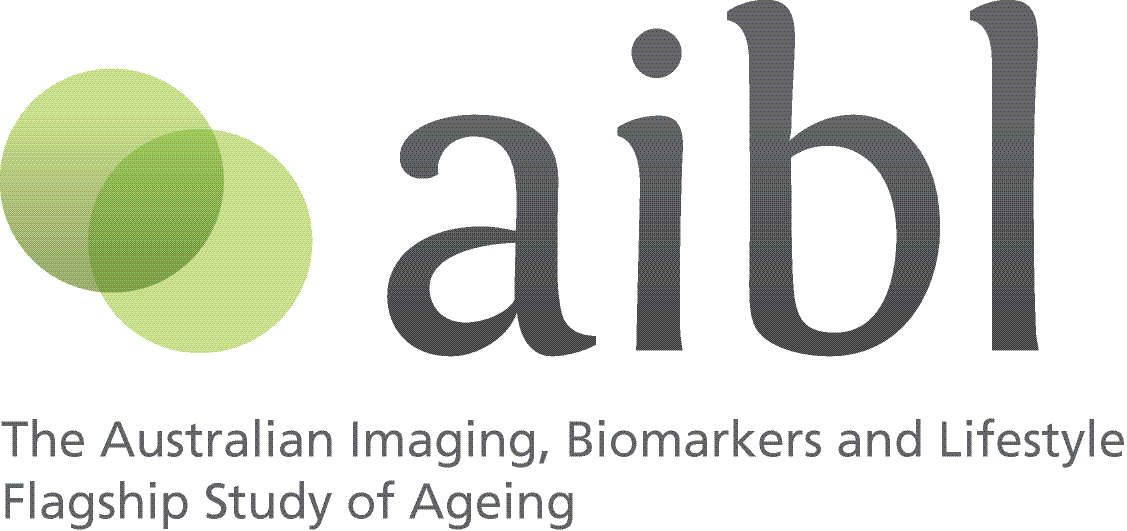 aibl
The Australian Imaging, Biomarkers and Lifestyle
Flagship Study of Ageing